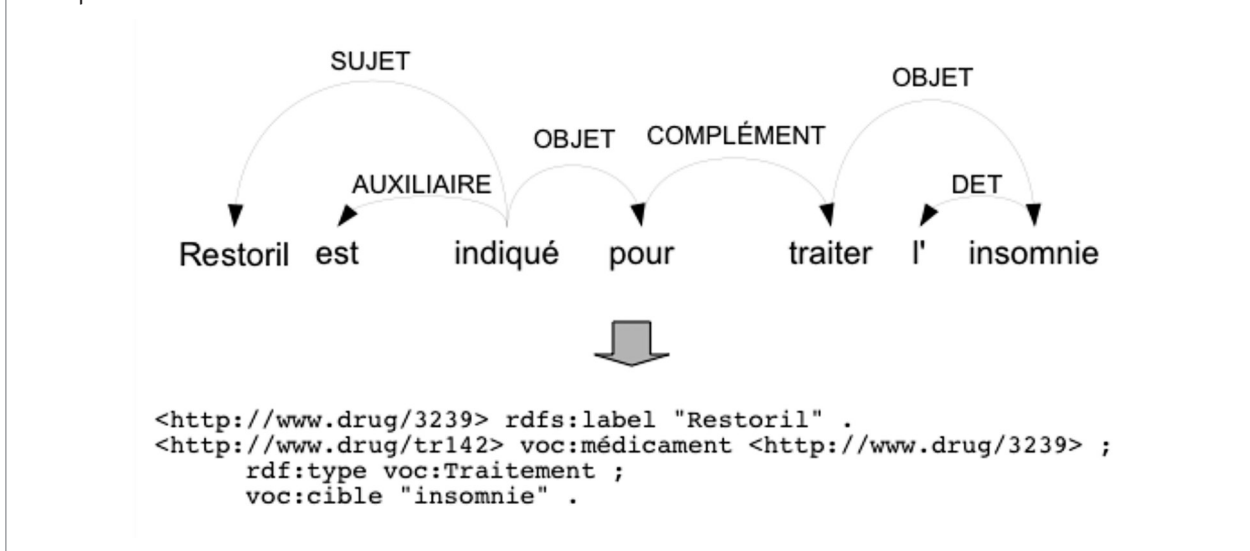 SUJET
OBJET
OBJET
COMPLÉMENT
AUXILIAIRE
DET
Restoril est indiqué pour traiter l' insomnie
<http://www.drug/3239> rdfs:label "Restoril" .
<http://www.drug/tr142> voc:médicament <http://www.drug/3239> ;
rdf:type voc:Traitement ;
voc:cible "insomnie" .